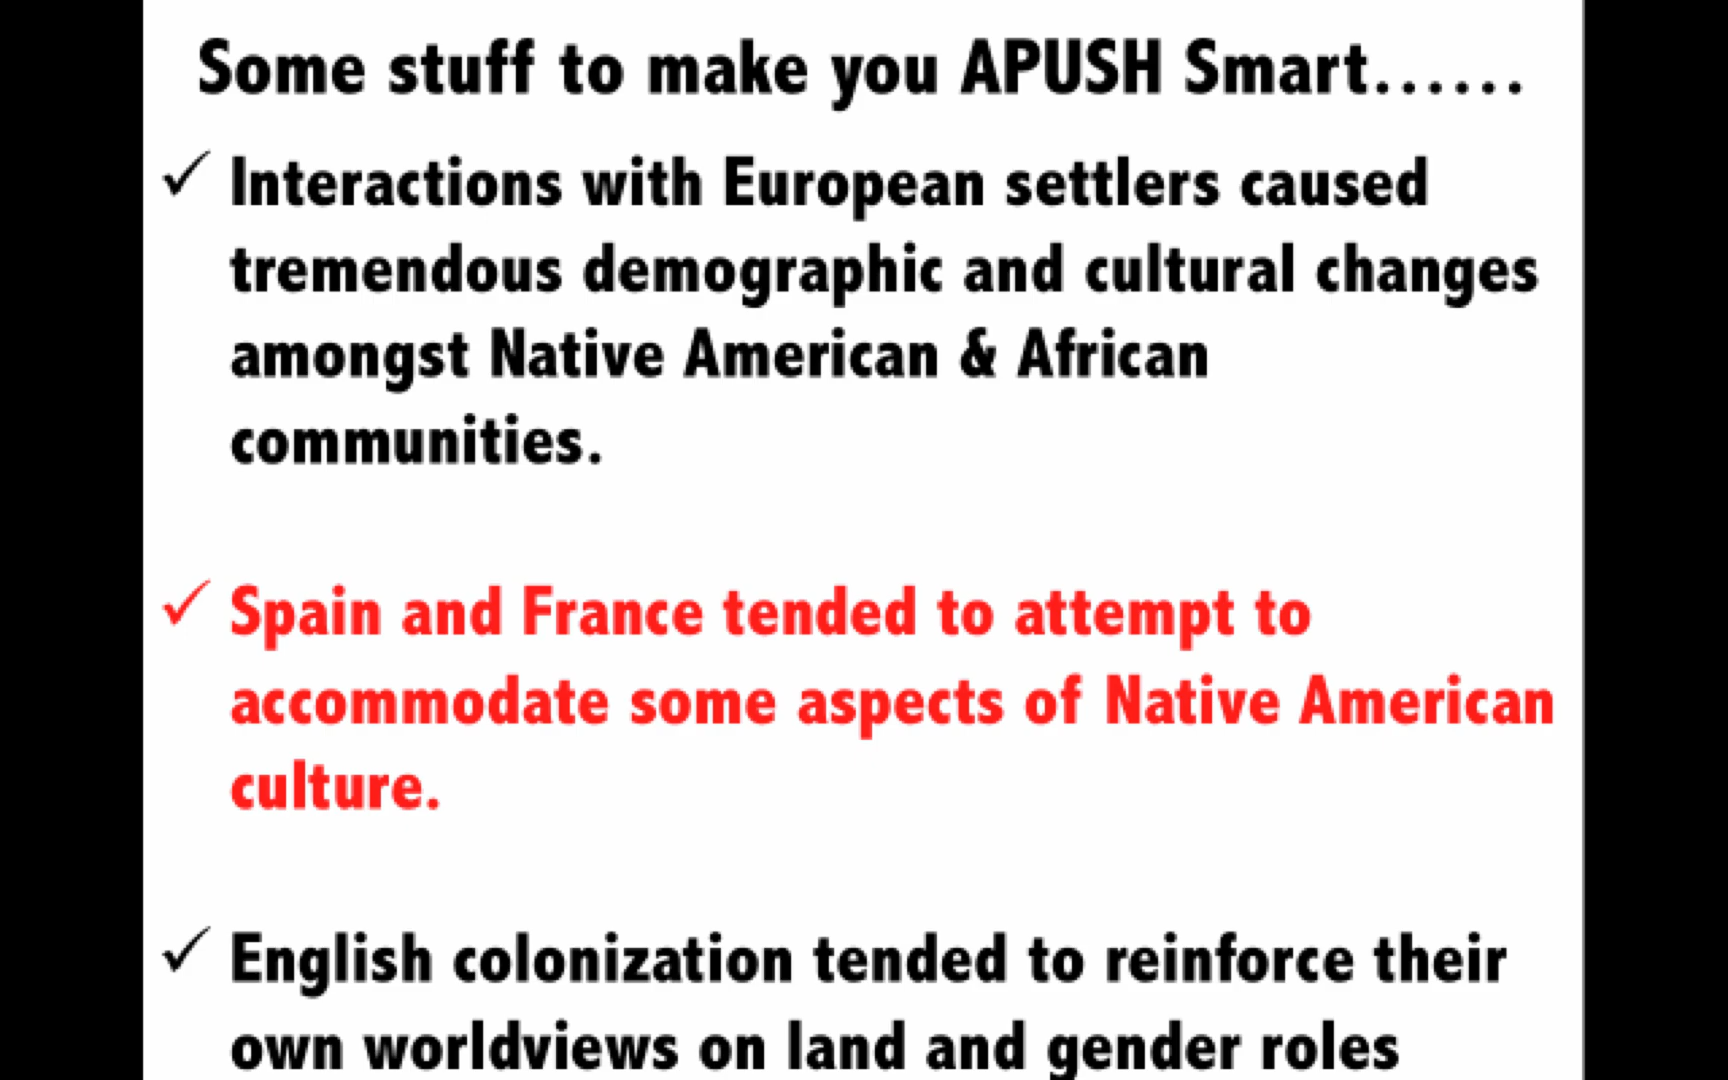 Some stuff to make you APUSH Smart......
✓ Interactions with European settlers caused
tremendous demographic and cultural changes
amongst Native American & African
communities.
✓ Spain and France tended to attempt to
accommodate some aspects of Native American
culture.
✓ English colonization tended to reinforce their
own worldviews on land and gender roles